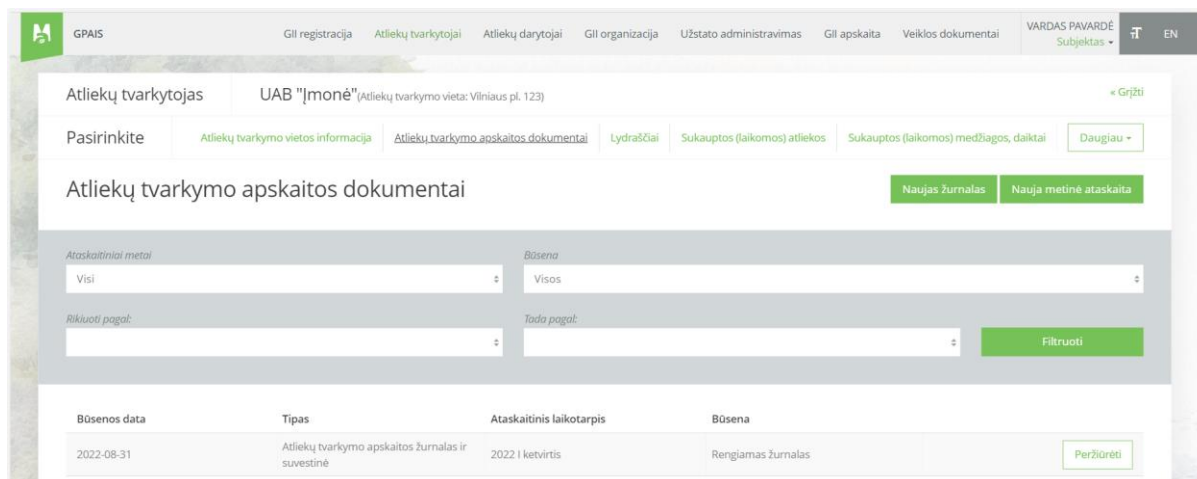 GPAIS
GII registracija
Atliekų tvarkytojai
Atliekų darytojai
GII organizacija
Užstato administravimas
GII apskaita
Veiklos dokumentai
VARDAS PAVARDĖ
Subjektas
TT
EN
Atliekų tvarkytojas
UAB "Įmonė"(Atliekų tvarkymo vieta: Vilniaus pl. 123)
« Grįžti
Pasirinkite
Atliekų tvarkymo vietos informacija
Atliekų tvarkymo apskaitos dokumentai
Lydraščiai
Sukauptos (laikomos) atliekos
Sukauptos (laikomos) medžiagos, daiktai
Daugiau
Atliekų tvarkymo apskaitos dokumentai
Naujas žurnalas
Nauja metinė ataskaita
Ataskaitiniai metai
Būsena
Visi
Visos
Rikiuoti pagal:
Tada pagal:
Filtruoti
Būsenos data
Tipas
Ataskaitinis laikotarpis
Būsena
2022-08-31
Atliekų tvarkymo apskaitos žurnalas ir
suvestinė
2022 I ketvirtis
Rengiamas žurnalas
Peržiūrėti